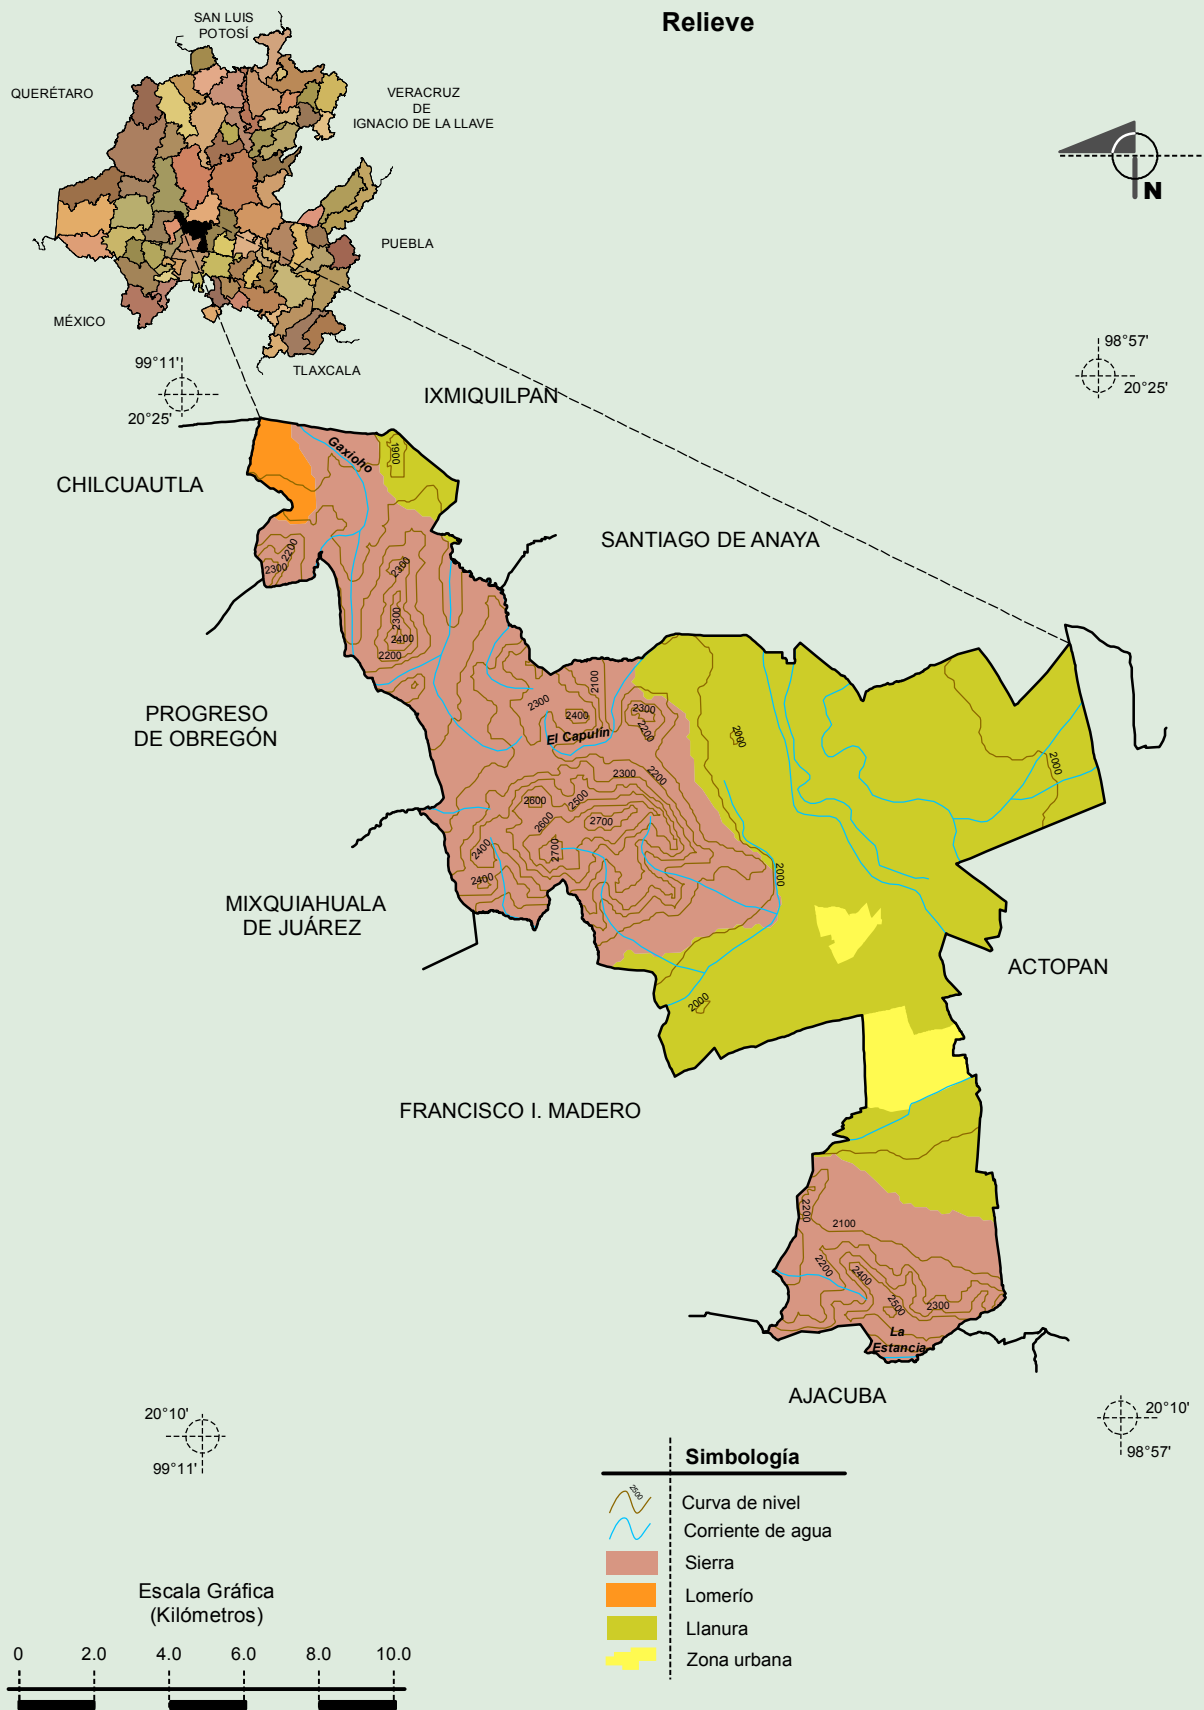 Relieve
SAN LUIS
POTOSÍ
QUERÉTARO
VERACRUZ
DE
IGNACIO DE LA LLAVE
PUEBLA
MÉXICO
TLAXCALA
N
99°11'
20°25'
98°57'
20°25'
IXMIQUILPAN
CHILCUAUTLA
SANTIAGO DE ANAYA
PROGRESO
DE OBREGÓN
MIXQUIAHUALA
DE JUÁREZ
ACTOPAN
FRANCISCO I. MADERO
AJACUBA
Gaxioho
1900
2200
2300
2300
2300
2400
2200
2100
2300
2400
2300
2200
El Capulín
2000
2000
2300
2200
2600
2500
2600
2700
2700
2400
2400
2000
2000
2200
2100
2200
2400
2500
2300
La
Estancia
20°10'
99°11'
20°10'
98°57'
Simbología
2500
Curva de nivel
Corriente de agua
Sierra
Lomerío
Llanura
Zona urbana
Escala Gráfica
(Kilómetros)
0 2.0 4.0 6.0 8.0 10.0